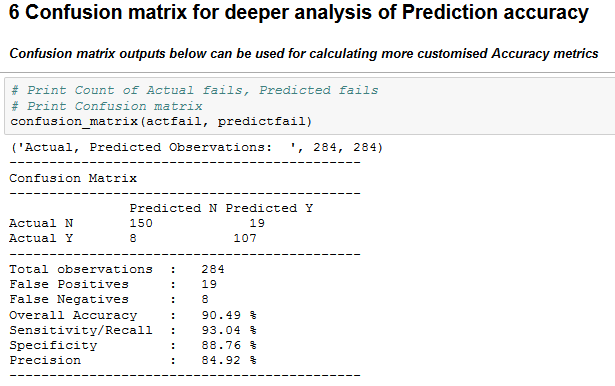 6 Confusion matrix for deeper analysis of Prediction accuracy
Confusion matrix outputs below can be used for calculating more customised Accuracy metrics
# Print Count of Actual fails, Predicted fails
# Print Confusion matrix
confusion_matrix(actfail, predictfail)
('Actual, Predicted Observations:  ', 284, 284)
--------------------------------------------
Confusion Matrix
--------------------------------------------
Predicted N Predicted Y
Actual N       150            19
Actual Y       8            107
--------------------------------------------
Total observations  :   284
False Positives     :   19
False Negatives     :   8
Overall Accuracy    :   90.49 %
Sensitivity/Recall  :   93.04 %
Specificity         :   88.76 %
Precision           :   84.92 %
--------------------------------------------